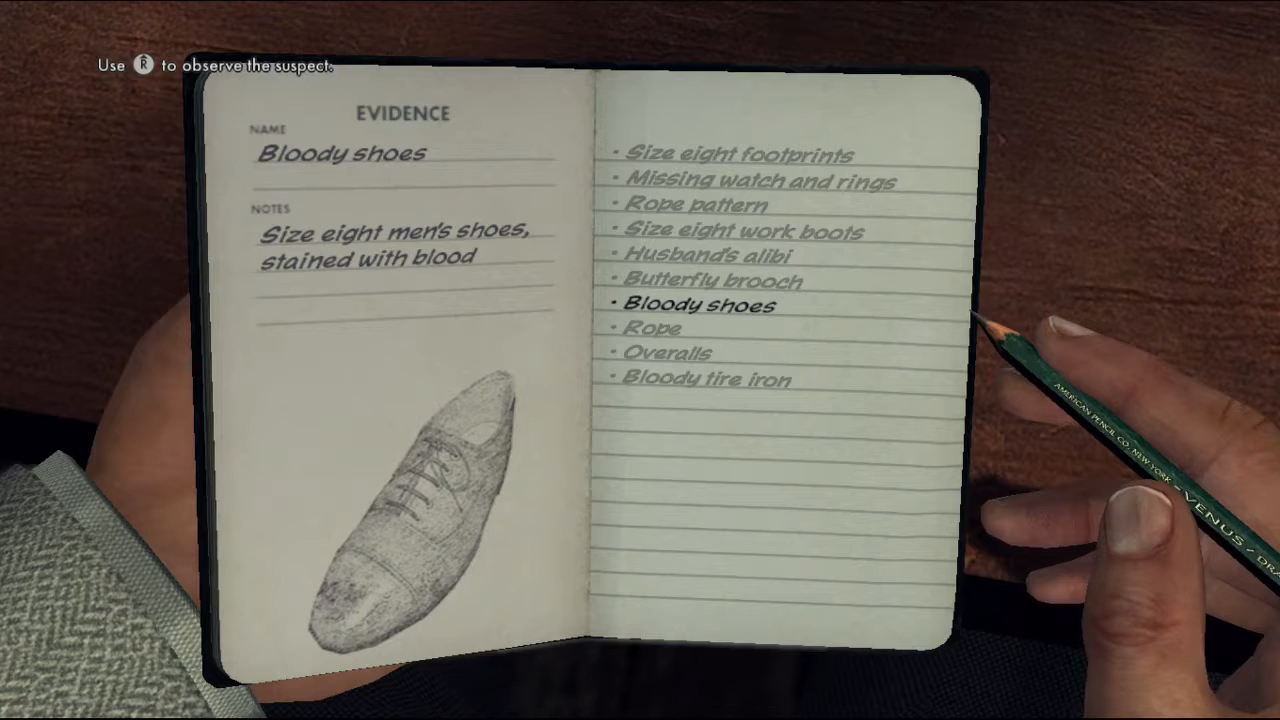 Use R to observe the suspect.
EVIDENCE
NAME
Bloody shoes
NOTES
Size eight men's shoes,
stained with blood
• Size eight footprints
• Missing watch and rings
• Rope pattern
• Size eight work boots
• Husband's alibi
• Butterfly brooch
• Bloody shoes
• Rope
• Overalls
• Bloody tire iron
AMERICAN PENCIL CO. NEW YORK
VENUS / DRA